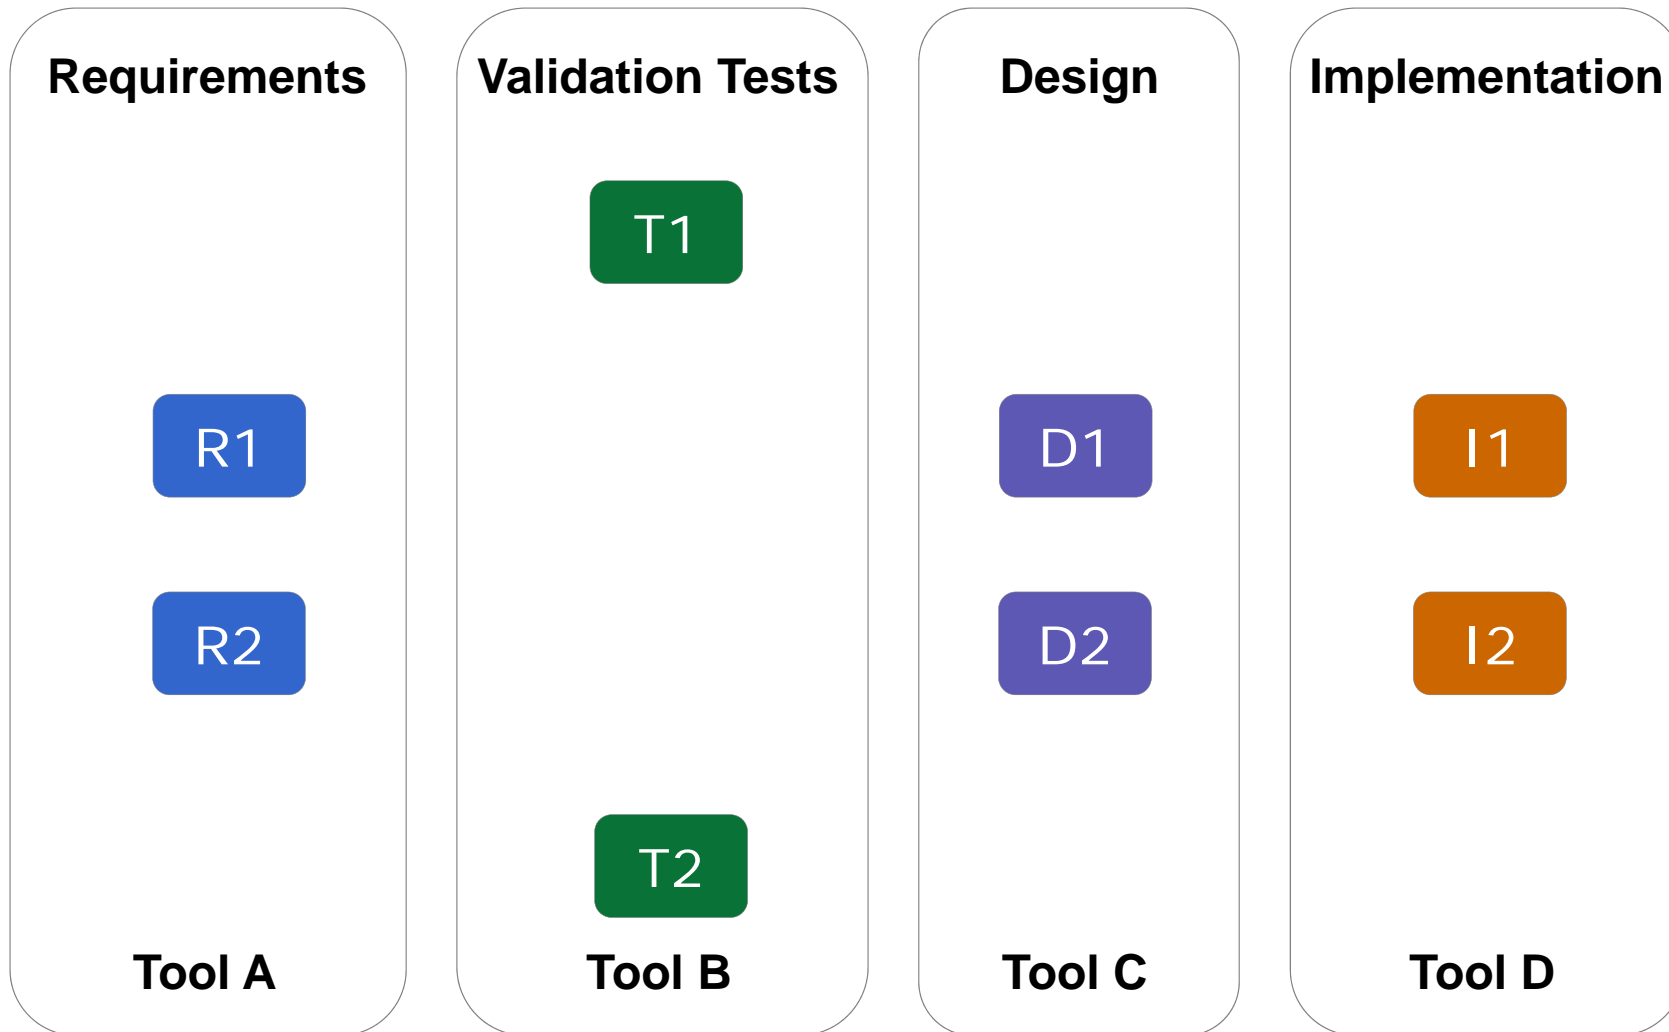 Requirements
Validation Tests
Design
Implementation
T1
R1
D1
I1
R2
D2
I2
T2
Tool A
Tool B
Tool C
Tool D